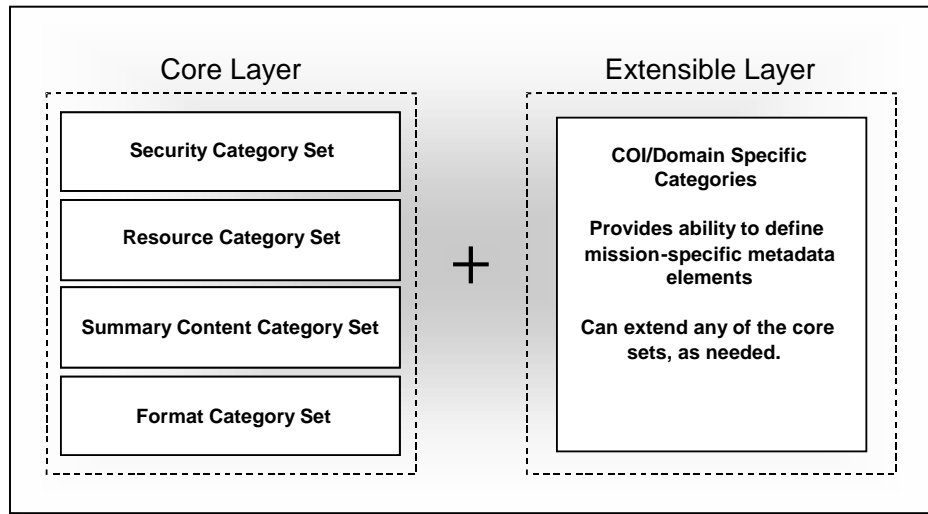 Core Layer
Security Category Set
Resource Category Set
Summary Content Category Set
Format Category Set
+
Extensible Layer
COI/Domain Specific
Categories
Provides ability to define
mission-specific metadata
elements
Can extend any of the core
sets, as needed.